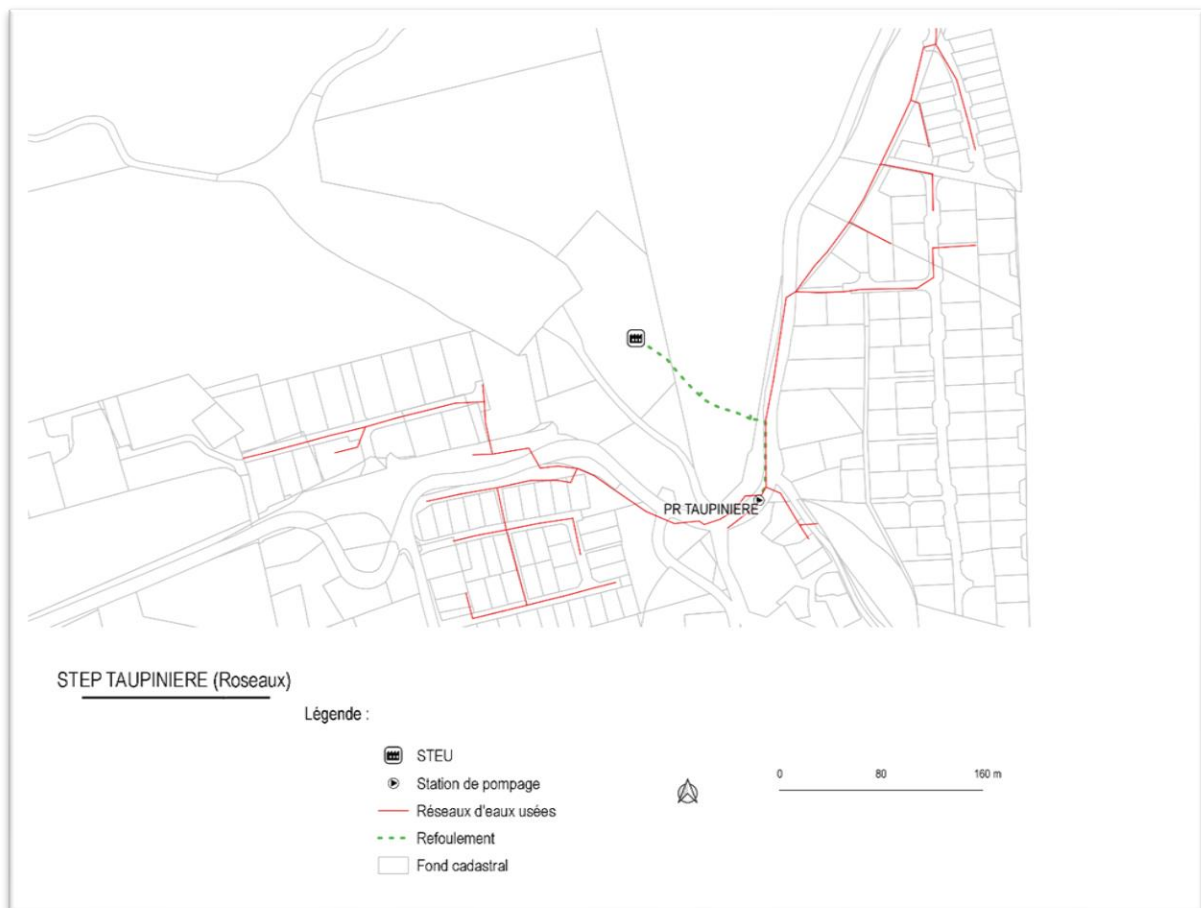 PR TAUPINIERE
STEP TAUPINIERE (Roseaux)
Légende :
STEU
Station de pompage
Réseaux d'eaux usées
Refoulement
Fond cadastral
0 80 160 m